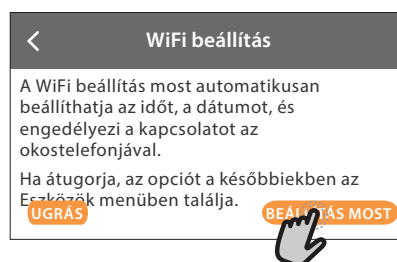 WiFi beállítás
A WiFi beállítás most automatikusan
beállíthatja az időt, a dátumot, és
engedélyezi a kapcsolatot az
okostelefonjával.
Ha átugorja, az opciót a későbbiekben az
Eszközök menüben találja.
UGRÁS
BEÁLLÍTÁS MOST